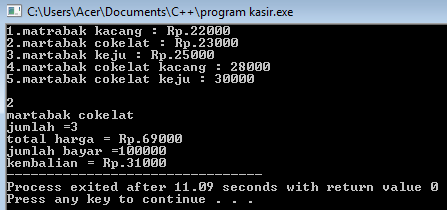 C:\Users\Acer\Documents\C++\program kasir.exe
1.matrabak kacang : Rp.22000
2.martabak cokelat : Rp.23000
3.martabak keju : Rp.25000
4.martabak cokelat kacang : 28000
5.martabak cokelat keju : 30000
2
martabak cokelat
jumlah =3
total harga = Rp.69000
jumlah bayar =100000
kembalian = Rp.31000
--------------------------------
Process exited after 11.09 seconds with return value 0
Press any key to continue . . .